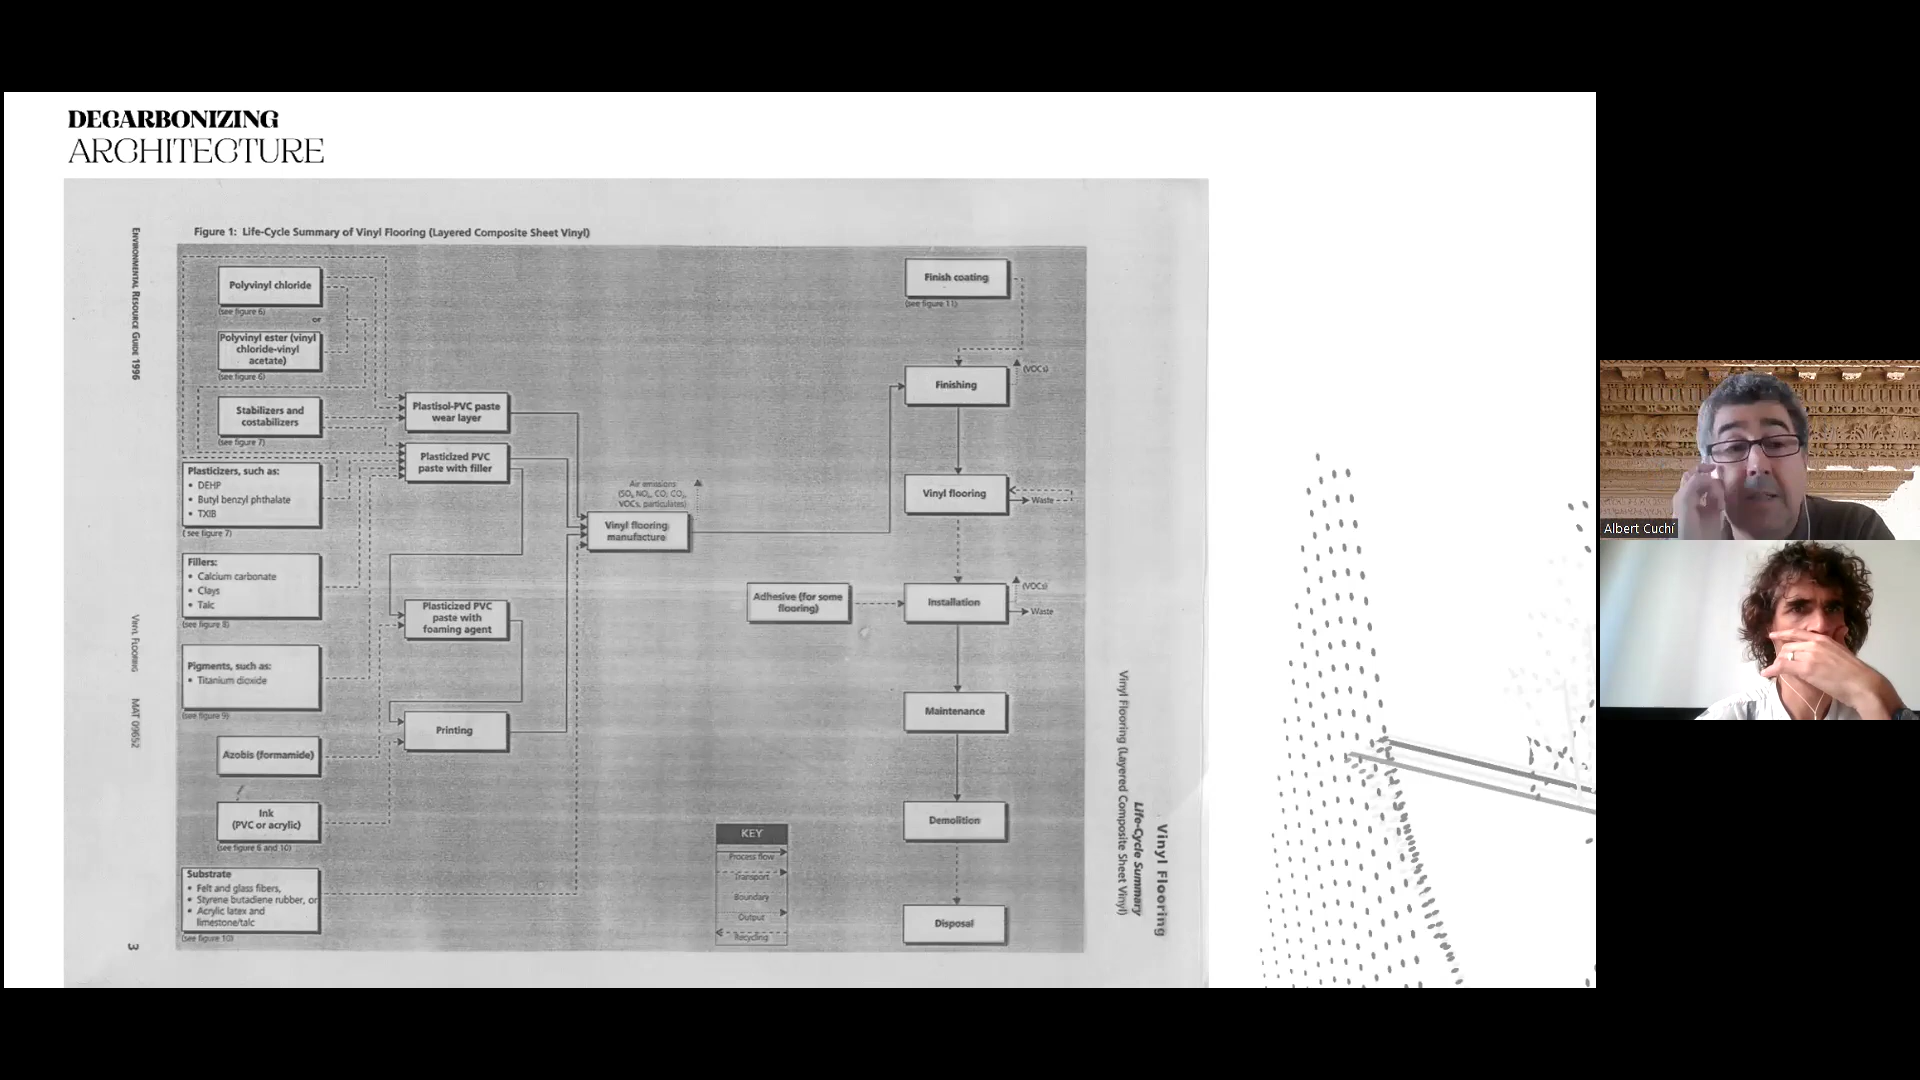 DECARBONIZING
ARCHITECTURE
Figure 1: Life-Cycle Summary of Vinyl Flooring (Layered Composite Sheet Vinyl)
ENVIRONMENTAL RESOURCE GUIDE 1996
VINYL FLOORING
MAT 09652
3
Polyvinyl chloride
(see figure 6)
or
Polyvinyl ester (vinyl
chloride-vinyl
acetate)
(see figure 6)
Stabilizers and
costabilizers
(see figure 7)
Plasticizers, such as:
• DEHP
• Butyl benzyl phthalate
• TXIB
(see figure 7)
Fillers:
• Calcium carbonate
• Clays
• Talc
(see figure 8)
Pigments, such as:
• Titanium dioxide
(see figure 9)
Azobis (formamide)
Ink
(PVC or acrylic)
(see figure 6 and 10)
Substrate
• Felt and glass fibers,
• Styrene butadiene rubber, or
• Acrylic latex and
limestone/talc
(see figure 10)
Plastisol-PVC paste
wear layer
Plasticized PVC
paste with filler
Plasticized PVC
paste with
foaming agent
Printing
Air emissions
(SO₂, NOₓ, CO, CO₂,
VOCs, particulates)
Vinyl flooring
manufacture
Adhesive (for some
flooring)
Finish coating
(see figure 11)
Finishing
(VOCs)
Vinyl flooring
Waste
Installation
(VOCs)
Waste
Maintenance
Demolition
Disposal
KEY
Process flow
Transport
Boundary
Output
Recycling
Vinyl Flooring
Life-Cycle Summary
Vinyl Flooring (Layered Composite Sheet Vinyl)
Albert Cuchí